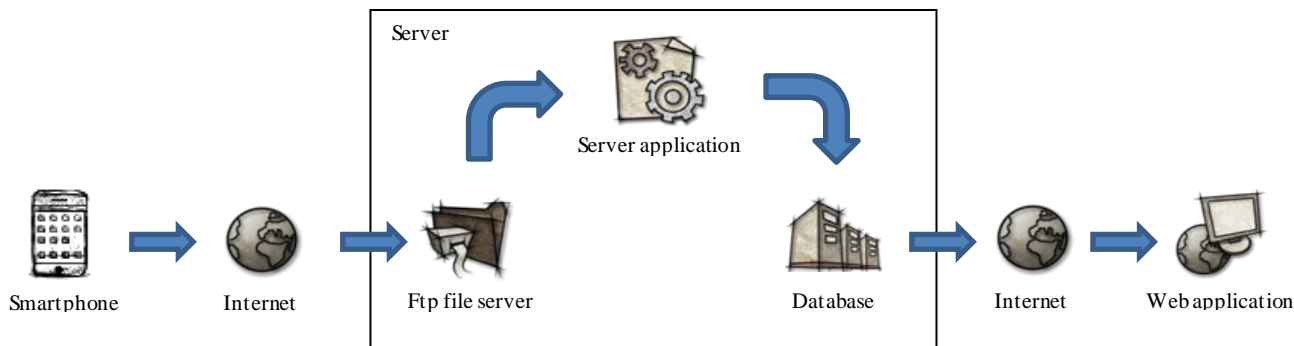 Server
Server application
Smartphone
Internet
Ftp file server
Database
Internet
Web application